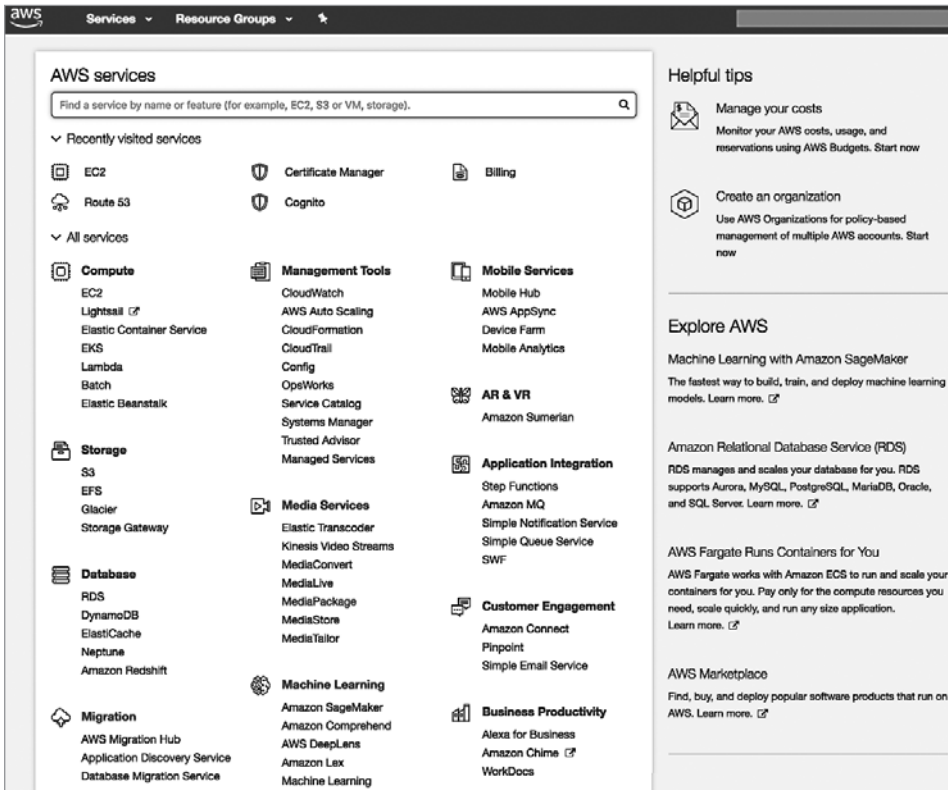 aws
Services
Resource Groups
AWS services
Find a service by name or feature (for example, EC2, S3 or VM, storage).
Recently visited services
EC2
Certificate Manager
Billing
Route 53
Cognito
All services
Compute
EC2
Lightsail
Elastic Container Service
EKS
Lambda
Batch
Elastic Beanstalk
Storage
S3
EFS
Glacier
Storage Gateway
Database
RDS
DynamoDB
ElastiCache
Neptune
Amazon Redshift
Migration
AWS Migration Hub
Application Discovery Service
Database Migration Service
Management Tools
CloudWatch
AWS Auto Scaling
CloudFormation
CloudTrail
Config
OpsWorks
Service Catalog
Systems Manager
Trusted Advisor
Managed Services
Media Services
Elastic Transcoder
Kinesis Video Streams
MediaConvert
MediaLive
MediaPackage
MediaStore
MediaTailor
Machine Learning
Amazon SageMaker
Amazon Comprehend
AWS DeepLens
Amazon Lex
Machine Learning
Mobile Services
Mobile Hub
AWS AppSync
Device Farm
Mobile Analytics
AR & VR
Amazon Sumerian
Application Integration
Step Functions
Amazon MQ
Simple Notification Service
Simple Queue Service
SWF
Customer Engagement
Amazon Connect
Pinpoint
Simple Email Service
Business Productivity
Alexa for Business
Amazon Chime
WorkDocs
Helpful tips
Manage your costs
Monitor your AWS costs, usage, and
reservations using AWS Budgets. Start now
Create an organization
Use AWS Organizations for policy-based
management of multiple AWS accounts. Start
now
Explore AWS
Machine Learning with Amazon SageMaker
The fastest way to build, train, and deploy machine learning
models. Learn more.
Amazon Relational Database Service (RDS)
RDS manages and scales your database for you. RDS
supports Aurora, MySQL, PostgreSQL, MariaDB, Oracle,
and SQL Server. Learn more.
AWS Fargate Runs Containers for You
AWS Fargate works with Amazon ECS to run and scale your
containers for you. Pay only for the compute resources you
need, scale quickly, and run any size application.
Learn more.
AWS Marketplace
Find, buy, and deploy popular software products that run on
AWS. Learn more.